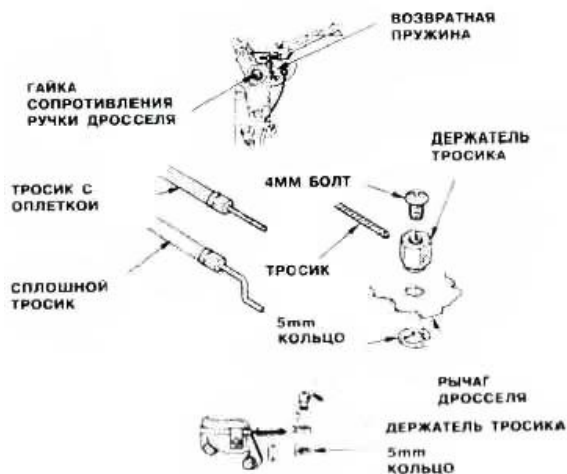 ВОЗВРАТНАЯ
ПРУЖИНА
ГАЙКА
СОПРОТИВЛЕНИЯ
РУЧКИ ДРОССЕЛЯ
ДЕРЖАТЕЛЬ
ТРОСИКА
4ММ БОЛТ
ТРОСИК С
ОПЛЕТКОЙ
ТРОСИК
СПЛОШНОЙ
ТРОСИК
5mm
КОЛЬЦО
РЫЧАГ
ДРОССЕЛЯ
ДЕРЖАТЕЛЬ ТРОСИКА
5mm
КОЛЬЦО